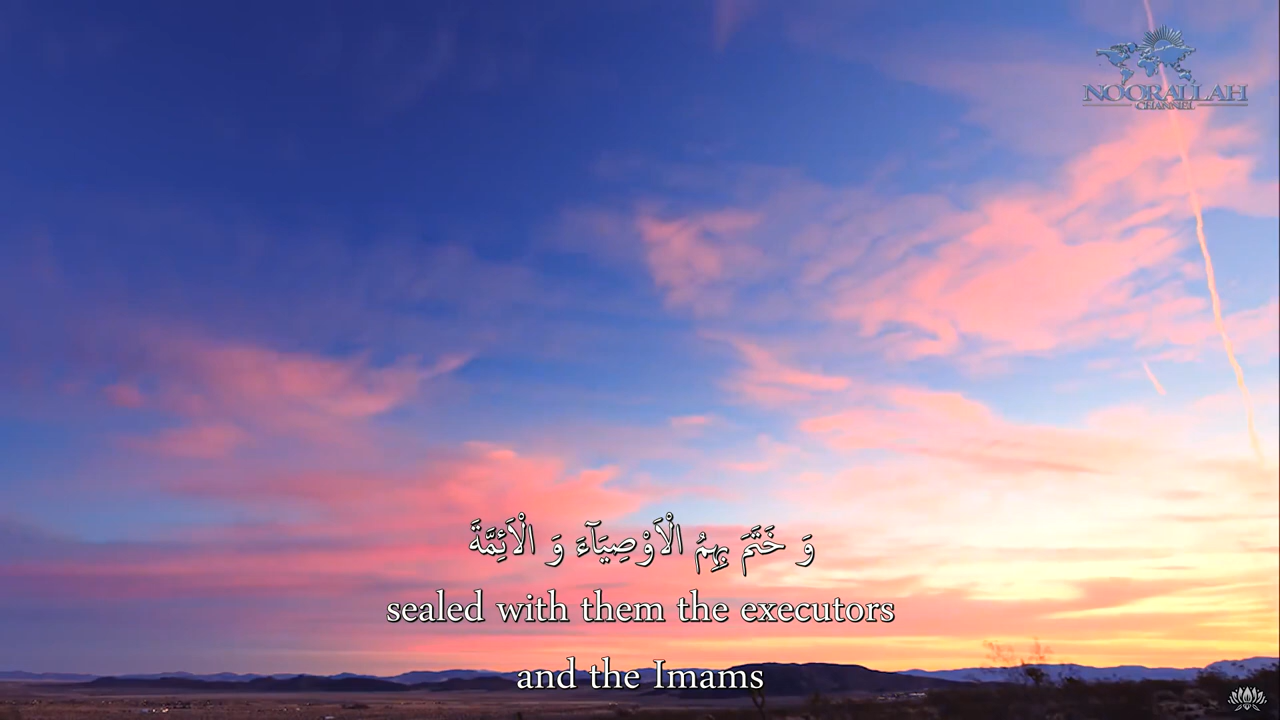 NOORALLAH
CHANNEL
وَ خَتَمَ بِهِمُ الْاَوْصِيَآءَ وَ الْاَئِمَّةَ
sealed with them the executors
and the Imams